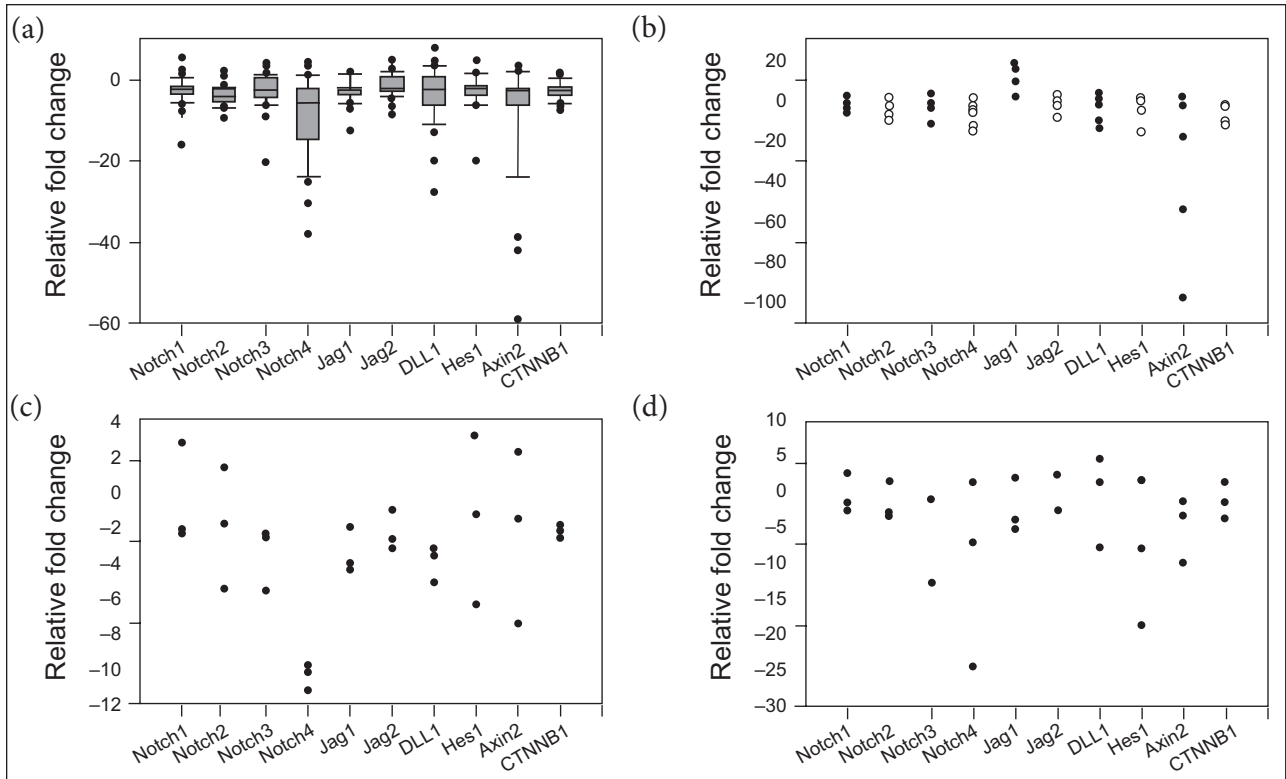 (a)
Relative fold change
0
–20
–40
–60
Notch1
Notch2
Notch3
Notch4
Jag1
Jag2
DLL1
Hes1
Axin2
CTNNB1
(b)
Relative fold change
20
0
–20
–40
–60
–80
–100
Notch1
Notch2
Notch3
Notch4
Jag1
Jag2
DLL1
Hes1
Axin2
CTNNB1
(c)
Relative fold change
4
2
0
–2
–4
–6
–8
–10
–12
Notch1
Notch2
Notch3
Notch4
Jag1
Jag2
DLL1
Hes1
Axin2
CTNNB1
(d)
Relative fold change
10
5
0
–5
–10
–15
–20
–25
–30
Notch1
Notch2
Notch3
Notch4
Jag1
Jag2
DLL1
Hes1
Axin2
CTNNB1